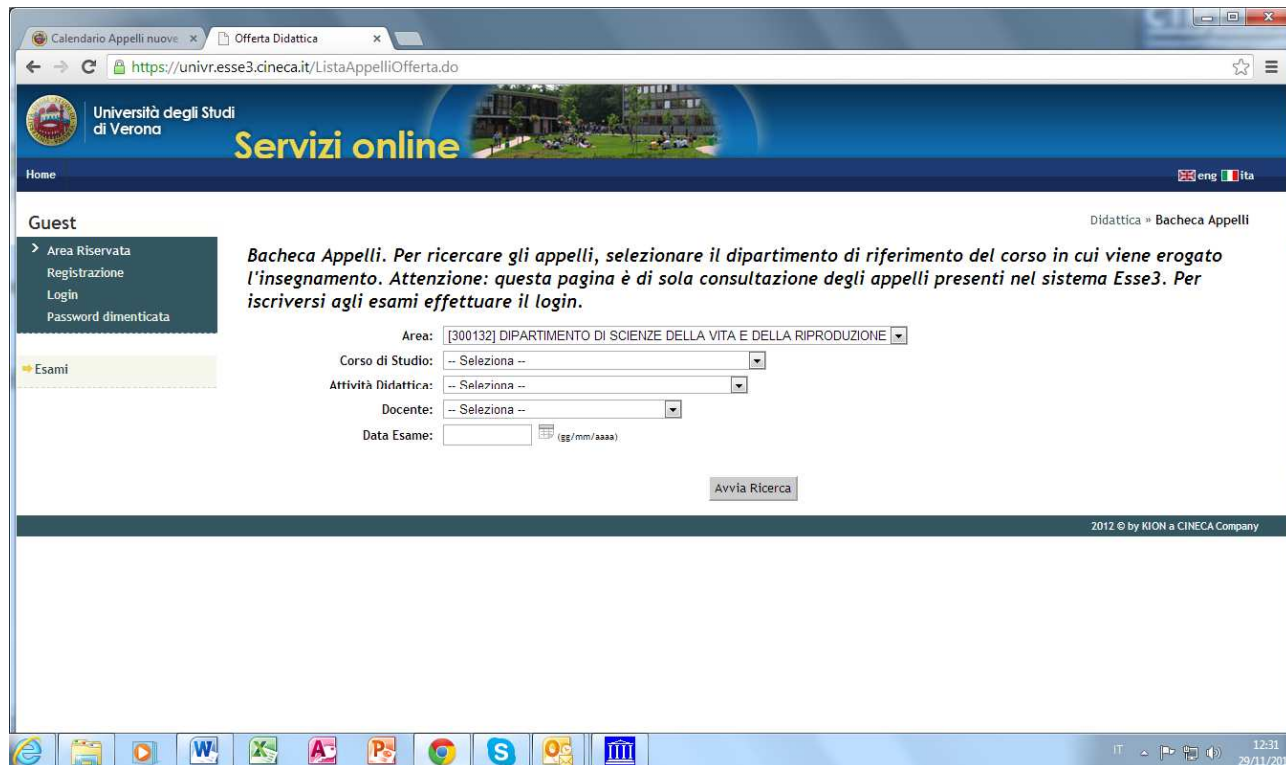 Calendario Appelli nuove
Offerta Didattica
https://univr.esse3.cineca.it/ListaAppelliOfferta.do
Università degli Studi
di Verona
Servizi online
Home
eng ita
Guest
Didattica » Bacheca Appelli
Area Riservata
Registrazione
Login
Password dimenticata
Esami
Bacheca Appelli. Per ricercare gli appelli, selezionare il dipartimento di riferimento del corso in cui viene erogato
l'insegnamento. Attenzione: questa pagina è di sola consultazione degli appelli presenti nel sistema Esse3. Per
iscriversi agli esami effettuare il login.
Area: [300132] DIPARTIMENTO DI SCIENZE DELLA VITA E DELLA RIPRODUZIONE
Corso di Studio: -- Seleziona --
Attività Didattica: -- Seleziona --
Docente: -- Seleziona --
Data Esame: (gg/mm/aaaa)
Avvia Ricerca
2012 © by KION a CINECA Company
IT
12:31
29/11/20